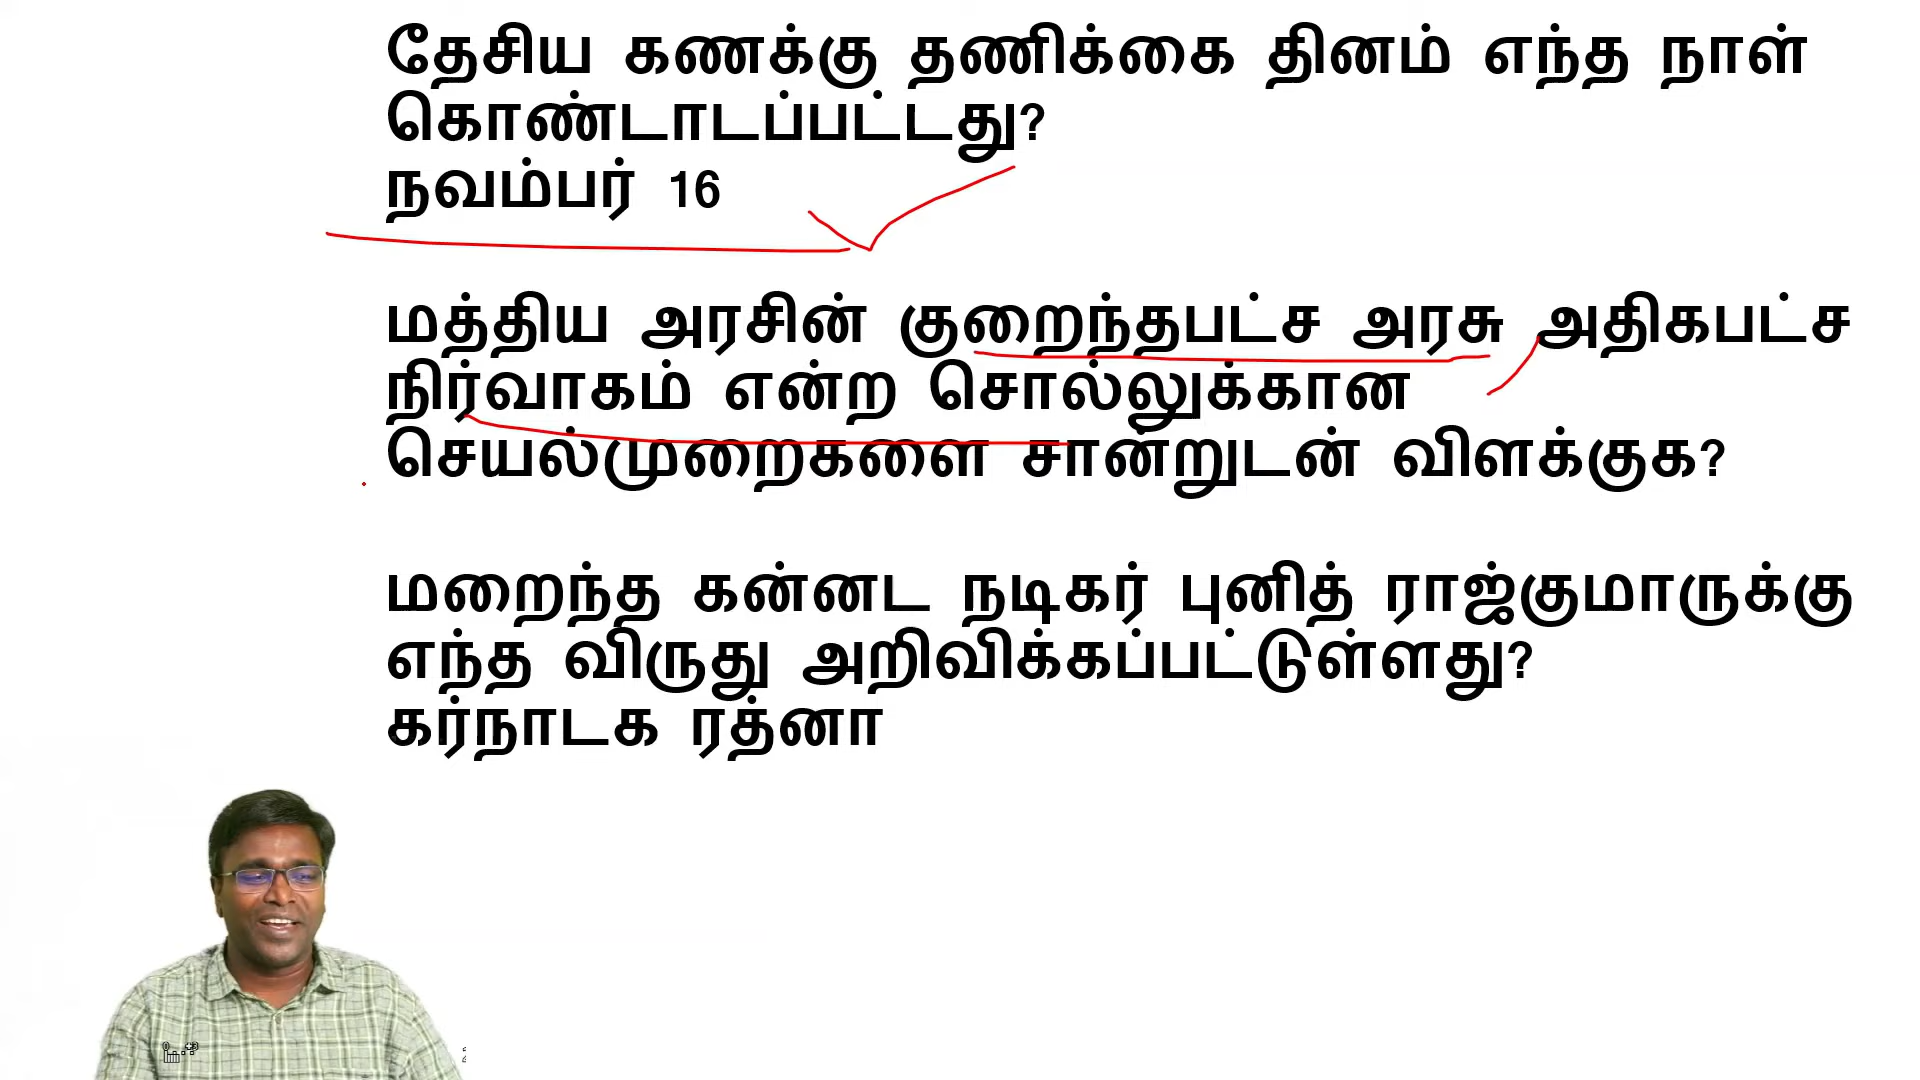 தேசிய கணக்கு தணிக்கை தினம் எந்த நாள்
கொண்டாடப்பட்டது?
நவம்பர் 16
மத்திய அரசின் குறைந்தபட்ச அரசு அதிகபட்ச
நிர்வாகம் என்ற சொல்லுக்கான
செயல்முறைகளை சான்றுடன் விளக்குக?
மறைந்த கன்னட நடிகர் புனித் ராஜ்குமாருக்கு
எந்த விருது அறிவிக்கப்பட்டுள்ளது?
கர்நாடக ரத்னா